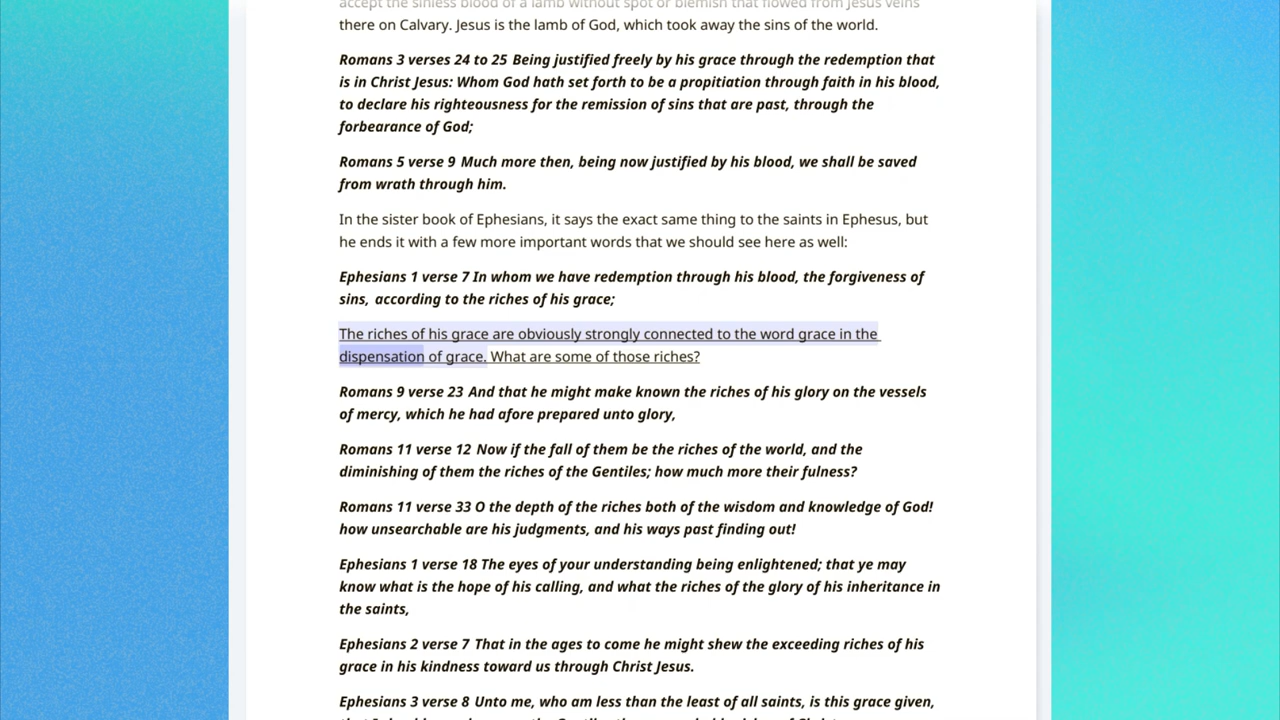 accept the sinless blood of a lamb without spot or blemish that flowed from Jesus veins
there on Calvary. Jesus is the lamb of God, which took away the sins of the world.
Romans 3 verses 24 to 25 Being justified freely by his grace through the redemption that
is in Christ Jesus: Whom God hath set forth to be a propitiation through faith in his blood,
to declare his righteousness for the remission of sins that are past, through the
forbearance of God;
Romans 5 verse 9 Much more then, being now justified by his blood, we shall be saved
from wrath through him.
In the sister book of Ephesians, it says the exact same thing to the saints in Ephesus, but
he ends it with a few more important words that we should see here as well:
Ephesians 1 verse 7 In whom we have redemption through his blood, the forgiveness of
sins, according to the riches of his grace;
The riches of his grace are obviously strongly connected to the word grace in the
dispensation of grace. What are some of those riches?
Romans 9 verse 23 And that he might make known the riches of his glory on the vessels
of mercy, which he had afore prepared unto glory,
Romans 11 verse 12 Now if the fall of them be the riches of the world, and the
diminishing of them the riches of the Gentiles; how much more their fulness?
Romans 11 verse 33 O the depth of the riches both of the wisdom and knowledge of God!
how unsearchable are his judgments, and his ways past finding out!
Ephesians 1 verse 18 The eyes of your understanding being enlightened; that ye may
know what is the hope of his calling, and what the riches of the glory of his inheritance in
the saints,
Ephesians 2 verse 7 That in the ages to come he might shew the exceeding riches of his
grace in his kindness toward us through Christ Jesus.
Ephesians 3 verse 8 Unto me, who am less than the least of all saints, is this grace given,